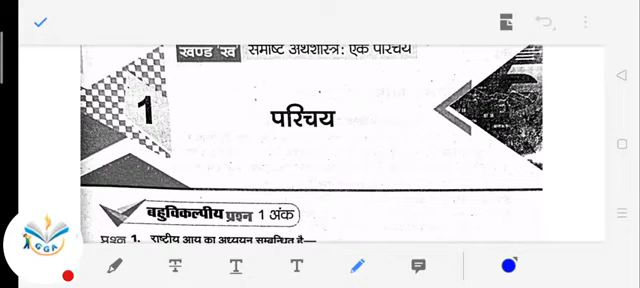 खण्ड 'ख' समष्टि अर्थशास्त्र: एक परिचय
1
परिचय
बहुविकल्पीय प्रश्न 1 अंक
प्रश्न 1. राष्ट्रीय आय का अध्ययन सम्बन्धित है—
GGA
T T T